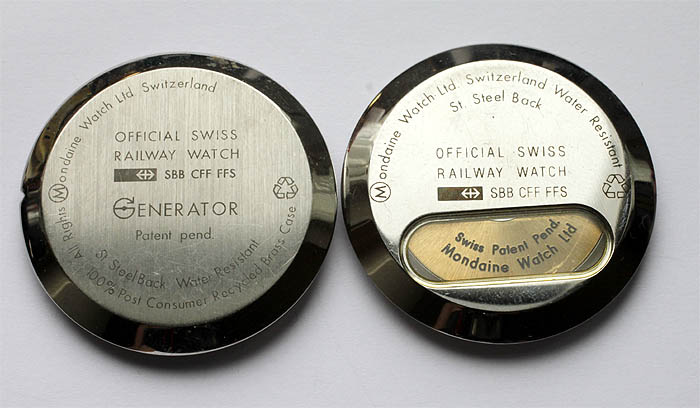 All Rights Ⓜ Mondaine Watch Ltd Switzerland
OFFICIAL SWISS
RAILWAY WATCH
SBB CFF FFS
GENERATOR
Patent pend.
St Steel Back Water Resistant
100% Post Consumer Recycled Brass Case
Ⓜ Mondaine Watch Ltd. Switzerland Water Resistant
St. Steel Back
OFFICIAL SWISS
RAILWAY WATCH
SBB CFF FFS
Swiss Patent Pend.
Mondaine Watch Ltd